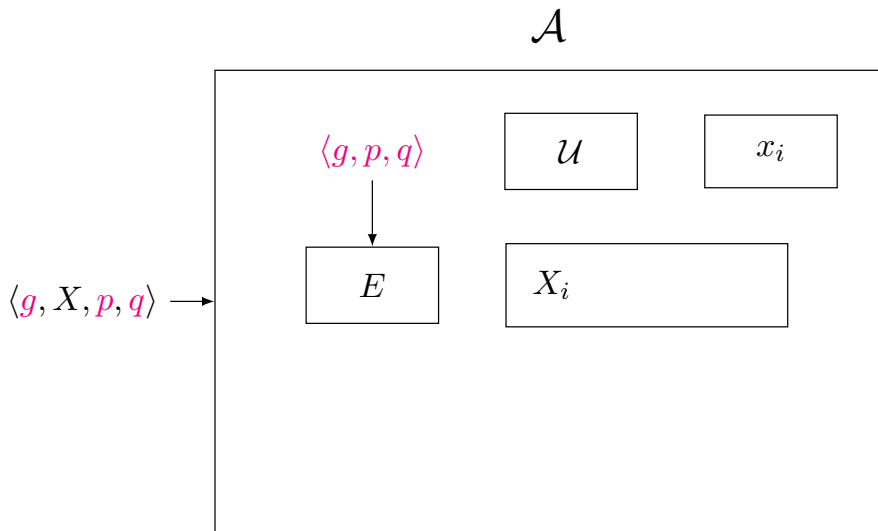 𝒜
⟨g, p, q⟩
𝒰
x_i
E
X_i
⟨g, X, p, q⟩